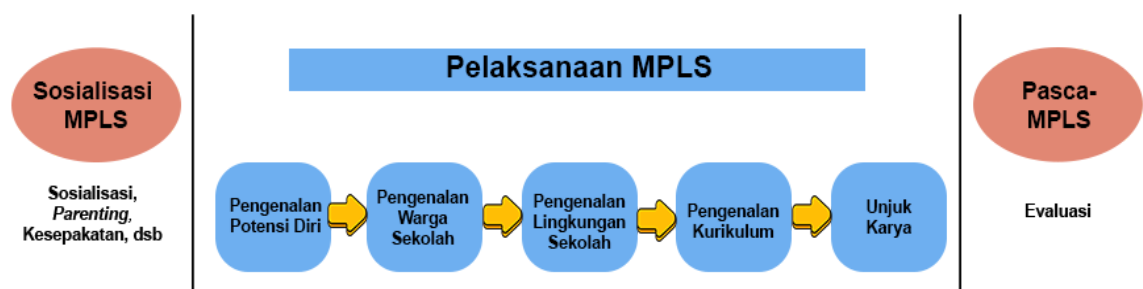 Sosialisasi
MPLS
Sosialisasi,
Parenting,
Kesepakatan, dsb
Pelaksanaan MPLS
Pengenalan
Potensi Diri
Pengenalan
Warga
Sekolah
Pengenalan
Lingkungan
Sekolah
Pengenalan
Kurikulum
Unjuk
Karya
Pasca-
MPLS
Evaluasi